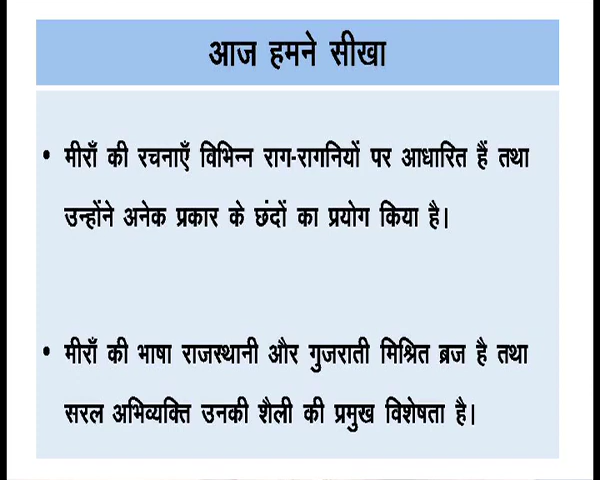 आज हमने सीखा
• मीराँ की रचनाएँ विभिन्न राग-रागनियों पर आधारित हैं तथा
उन्होंने अनेक प्रकार के छंदों का प्रयोग किया है।
• मीराँ की भाषा राजस्थानी और गुजराती मिश्रित ब्रज है तथा
सरल अभिव्यक्ति उनकी शैली की प्रमुख विशेषता है।